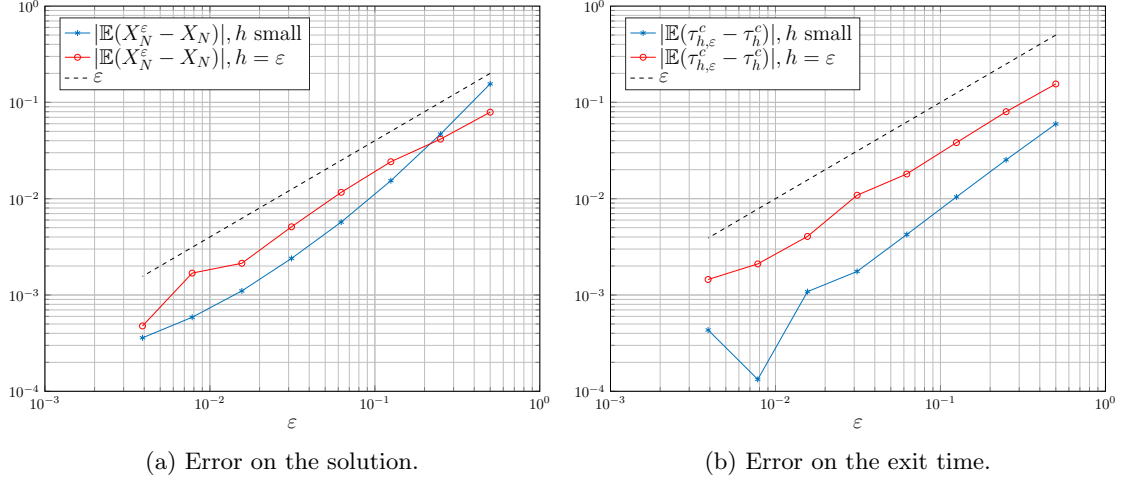 |𝔼(X_N^ε − X_N)|, h small
|𝔼(X_N^ε − X_N)|, h = ε
ε
10^0
10^−1
10^−2
10^−3
10^−4
10^−3
10^−2
10^−1
10^0
ε
(a) Error on the solution.
|𝔼(τ_{h,ε}^c − τ_h^c)|, h small
|𝔼(τ_{h,ε}^c − τ_h^c)|, h = ε
ε
10^0
10^−1
10^−2
10^−3
10^−4
10^−3
10^−2
10^−1
10^0
ε
(b) Error on the exit time.